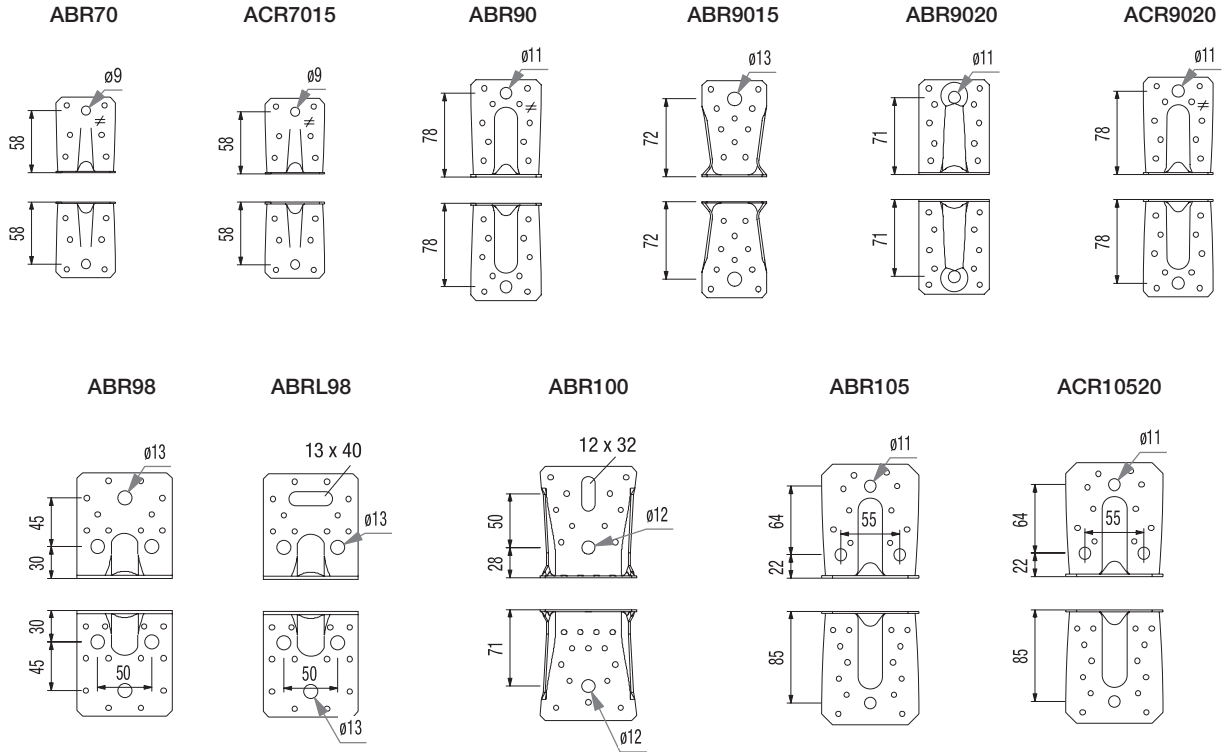 ABR70 ACR7015 ABR90 ABR9015 ABR9020 ACR9020
ø9 ø9 ø11 ø13 ø11 ø11
≠ ≠ ≠ ≠
58 58 78 72 71 78
58 58 78 72 71 78
ABR98 ABRL98 ABR100 ABR105 ACR10520
ø13 13 x 40 12 x 32 ø11 ø11
45 ø13 50 ø12 64 55 64 55
30 28 22 22
30 71 85 85
45 50 50
ø13 ø12